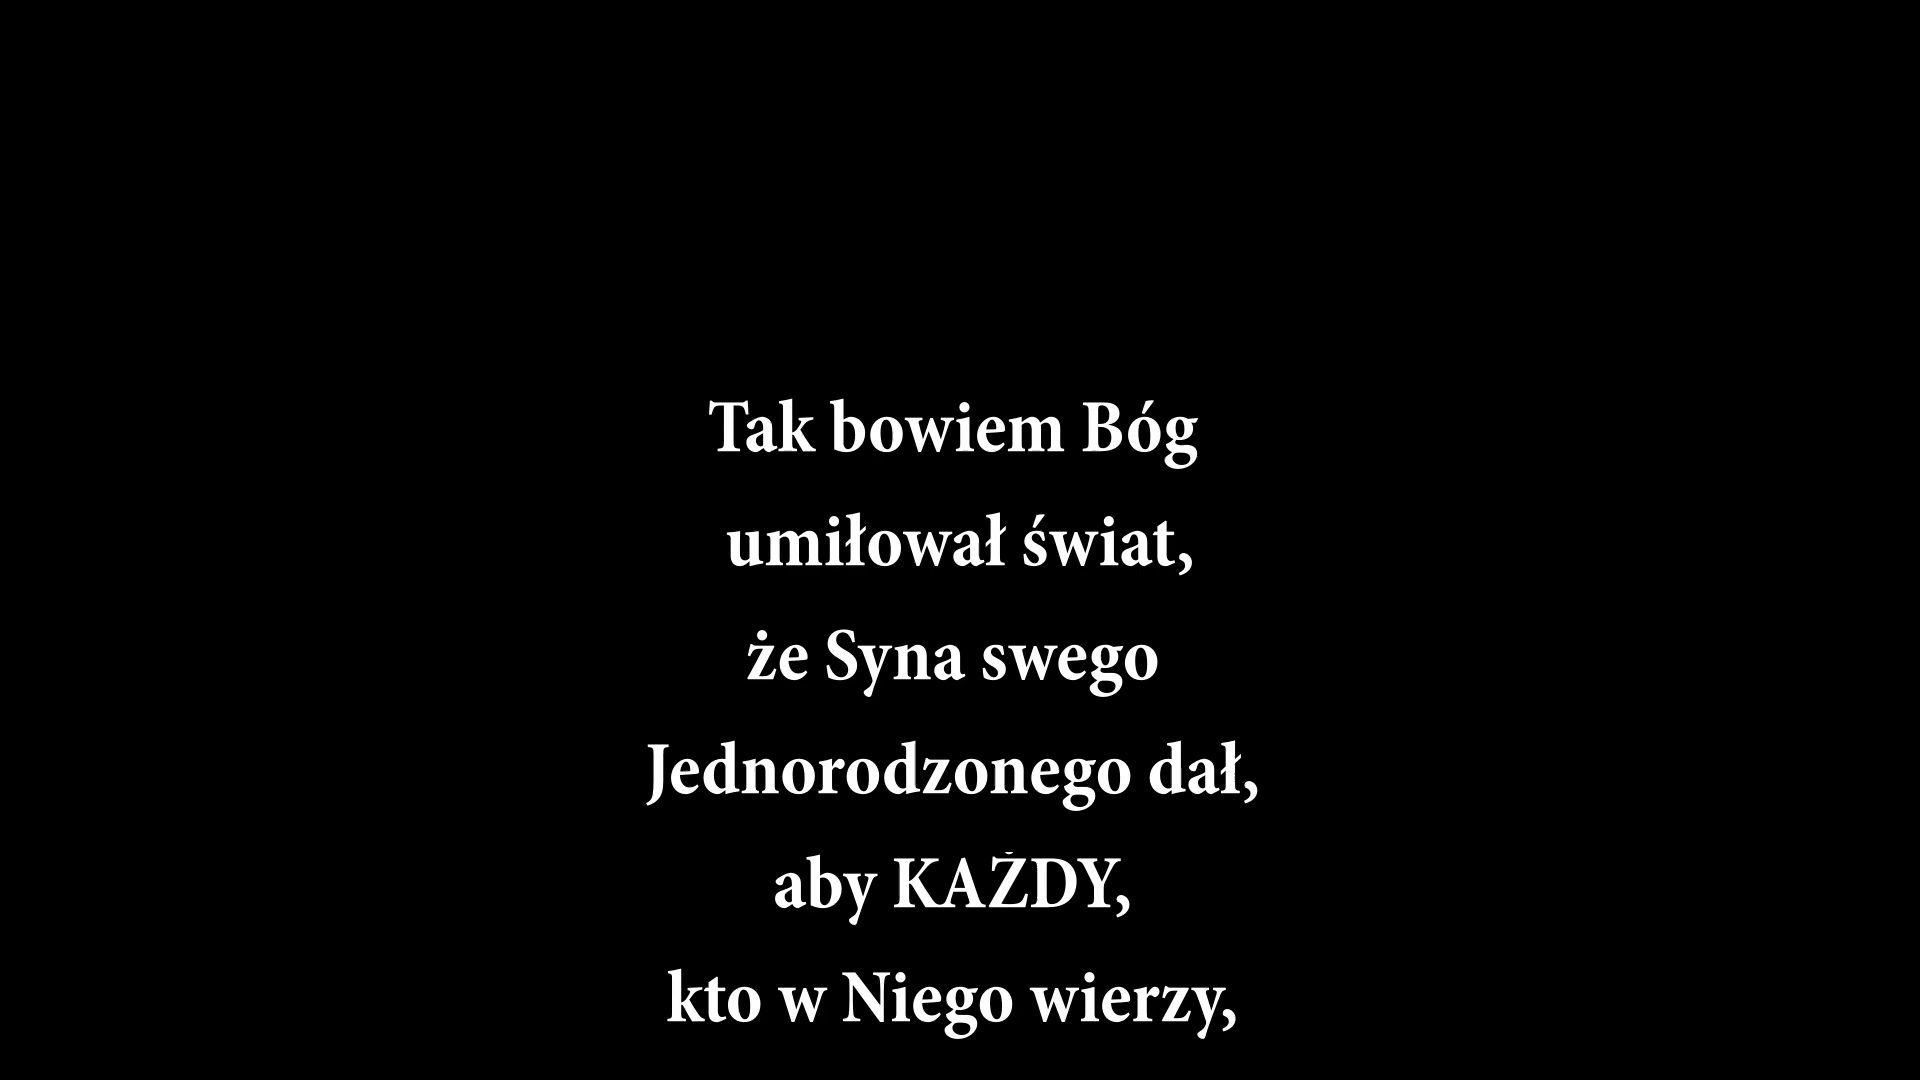 Tak bowiem Bóg
umiłował świat,
że Syna swego
Jednorodzonego dał,
aby KAŻDY,
kto w Niego wierzy,